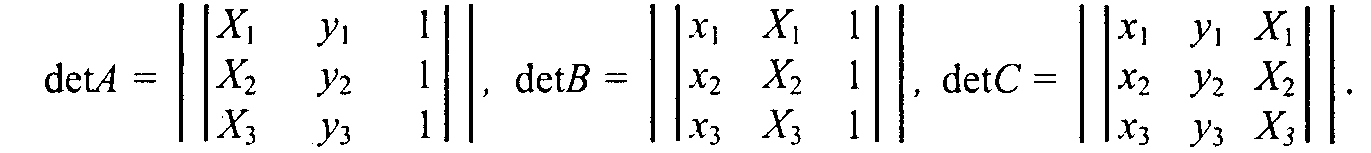 detA = | | X₁ y₁ 1 | |, detB = | | x₁ X₁ 1 | |, detC = | | x₁ y₁ X₁ | |.
X₂ y₂ 1 x₂ X₂ 1 x₂ y₂ X₂
X₃ y₃ 1 x₃ X₃ 1 x₃ y₃ X₃